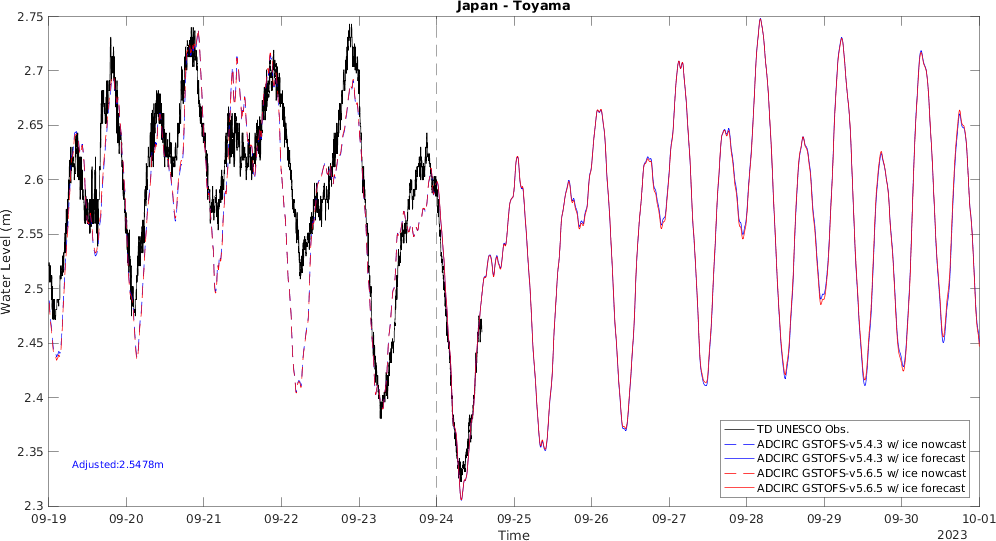 Japan - Toyama
2.75
2.7
2.65
2.6
2.55
2.5
2.45
2.4
2.35
2.3
Water Level (m)
Adjusted:2.5478m
TD UNESCO Obs.
ADCIRC GSTOFS-v5.4.3 w/ ice nowcast
ADCIRC GSTOFS-v5.4.3 w/ ice forecast
ADCIRC GSTOFS-v5.6.5 w/ ice nowcast
ADCIRC GSTOFS-v5.6.5 w/ ice forecast
09-19 09-20 09-21 09-22 09-23 09-24 09-25 09-26 09-27 09-28 09-29 09-30 10-01
Time
2023